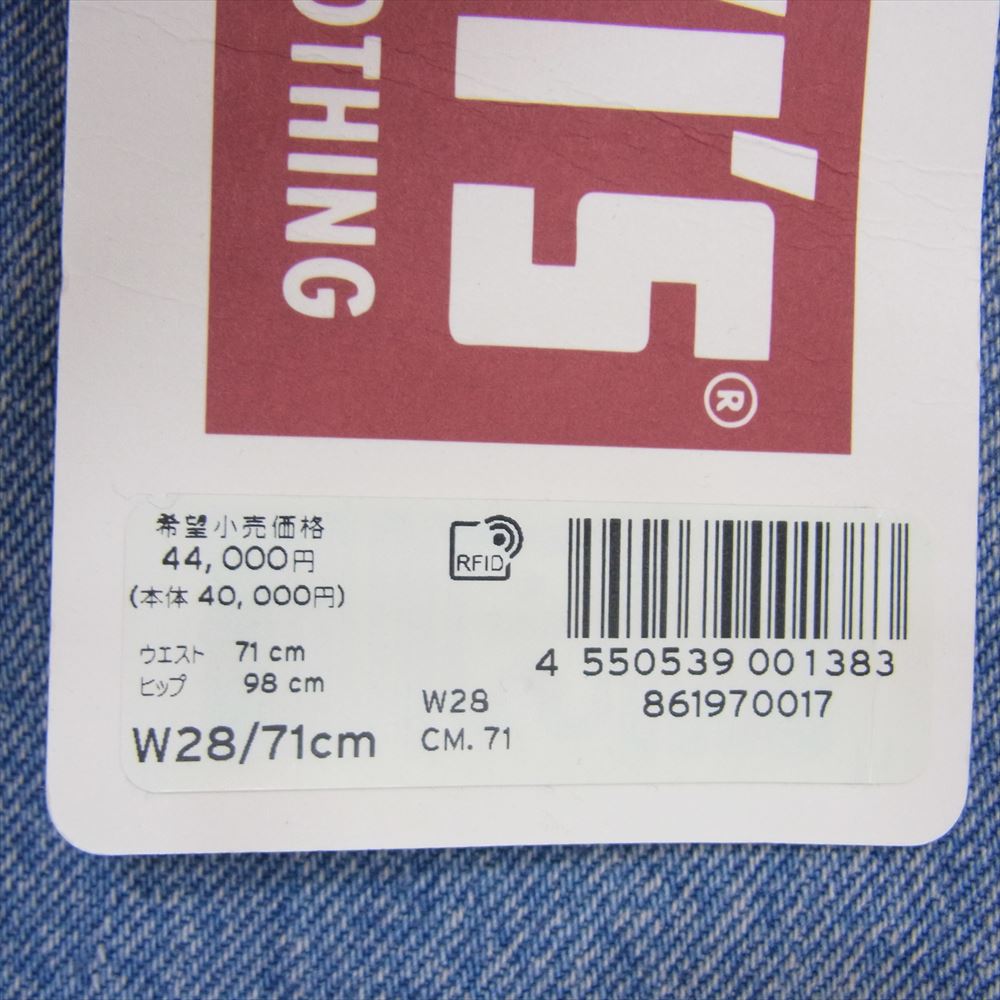 VI'S®
OTHING
希望小売価格
44,000円
(本体 40,000円)
RFID
ウエスト 71 cm
ヒップ 98 cm
W28/71cm
W28
CM. 71
4 550539 001383
861970017